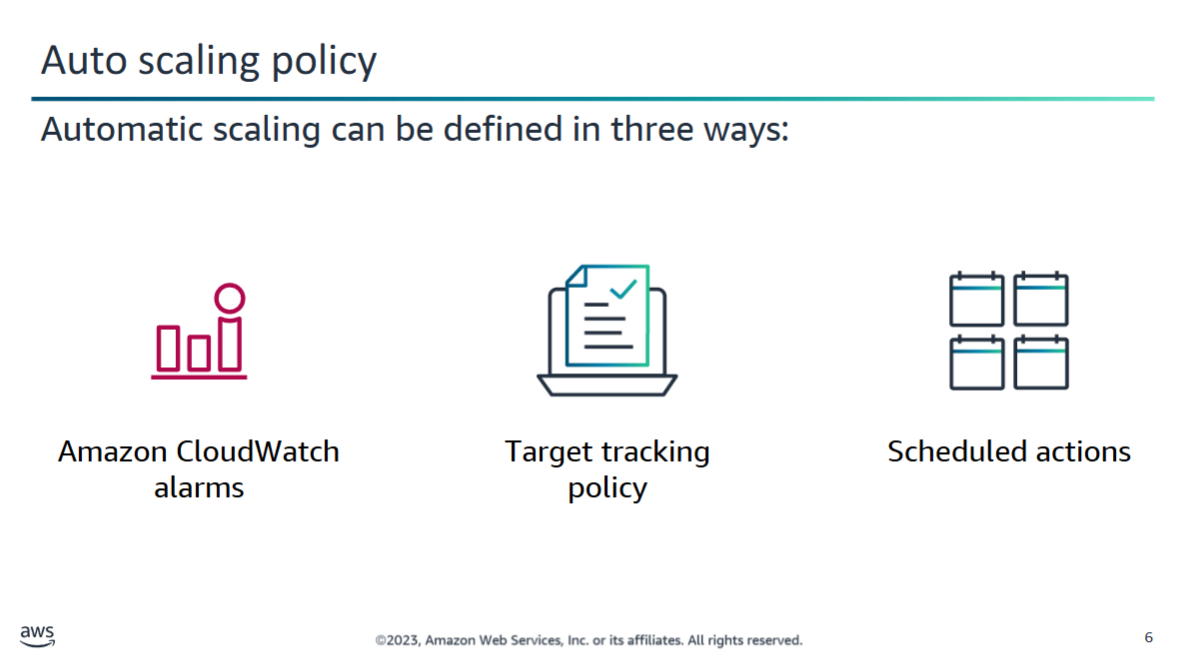 Auto scaling policy
Automatic scaling can be defined in three ways:
Amazon CloudWatch
alarms
Target tracking
policy
Scheduled actions
aws
©2023, Amazon Web Services, Inc. or its affiliates. All rights reserved.
6